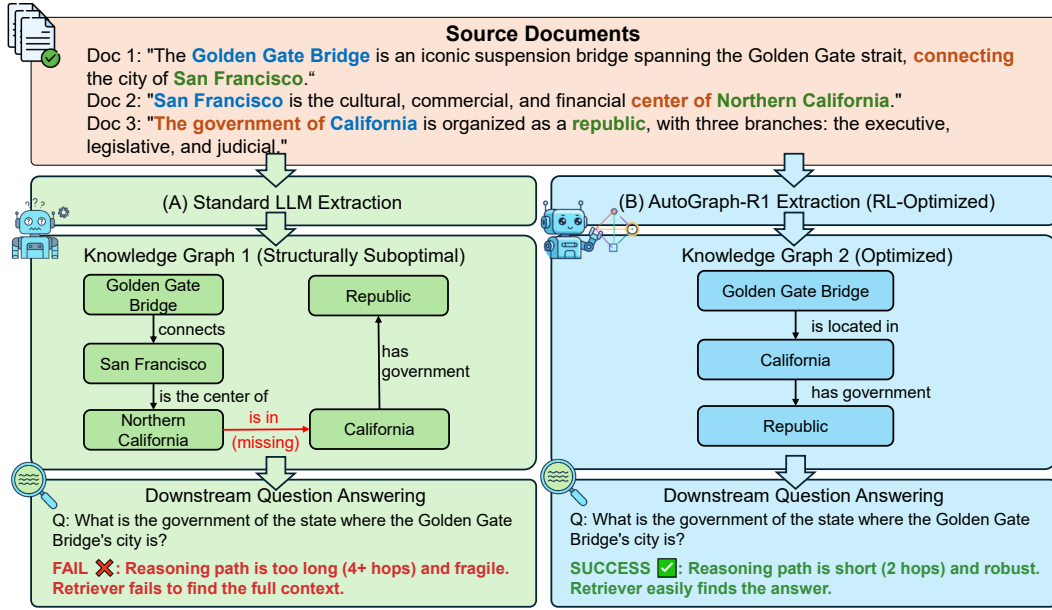 Source Documents
Doc 1: "The Golden Gate Bridge is an iconic suspension bridge spanning the Golden Gate strait, connecting
the city of San Francisco.“
Doc 2: "San Francisco is the cultural, commercial, and financial center of Northern California."
Doc 3: "The government of California is organized as a republic, with three branches: the executive,
legislative, and judicial."
(A) Standard LLM Extraction
? ? ?
Knowledge Graph 1 (Structurally Suboptimal)
Golden Gate
Bridge
connects
San Francisco
is the center of
Northern
California
is in
(missing)
California
has
government
Republic
Downstream Question Answering
Q: What is the government of the state where the Golden Gate
Bridge's city is?
FAIL ❌: Reasoning path is too long (4+ hops) and fragile.
Retriever fails to find the full context.
(B) AutoGraph-R1 Extraction (RL-Optimized)
Knowledge Graph 2 (Optimized)
Golden Gate Bridge
is located in
California
has government
Republic
Downstream Question Answering
Q: What is the government of the state where the Golden Gate
Bridge's city is?
SUCCESS ✅: Reasoning path is short (2 hops) and robust.
Retriever easily finds the answer.